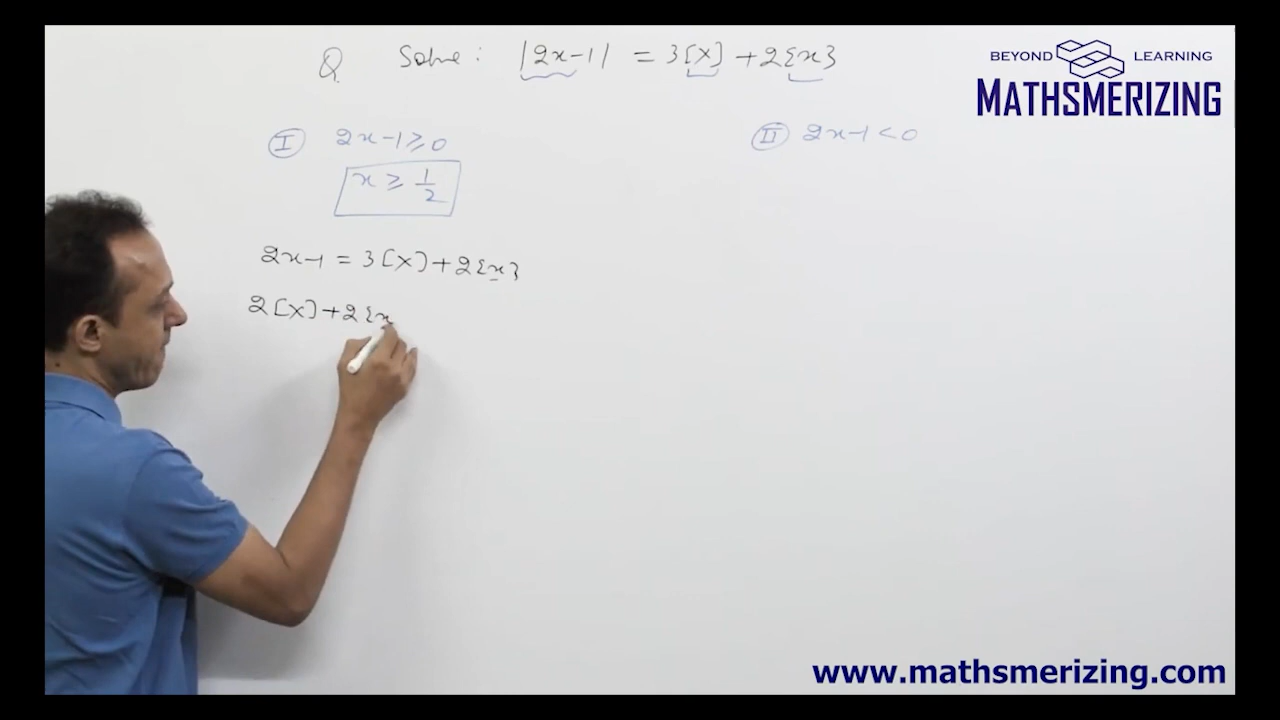 Q Solve : |2x-1| = 3[x] + 2{x}
BEYOND LEARNING
MATHSMERIZING
I 2x-1 ≥ 0
x ≥ 1/2
II 2x-1 < 0
2x-1 = 3[x] + 2{x}
2[x] + 2{x
www.mathsmerizing.com